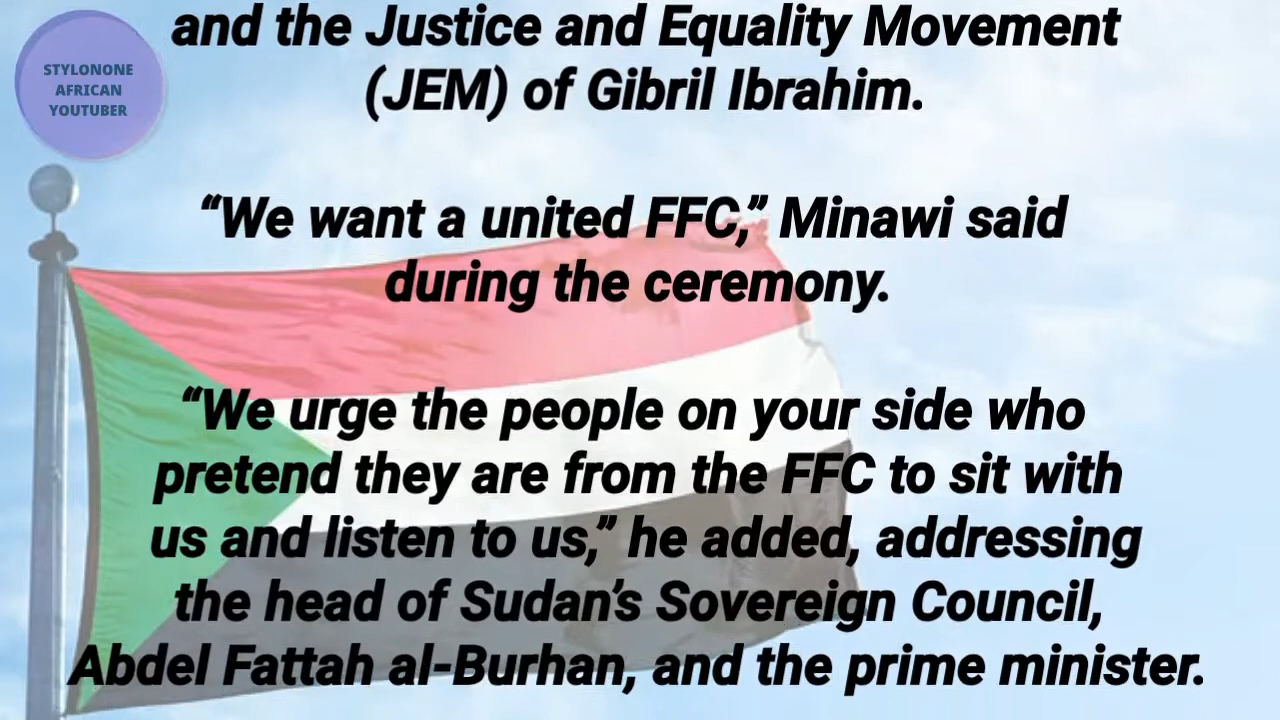 STYLONONE
AFRICAN
YOUTUBER
and the Justice and Equality Movement
(JEM) of Gibril Ibrahim.
“We want a united FFC,” Minawi said
during the ceremony.
“We urge the people on your side who
pretend they are from the FFC to sit with
us and listen to us,” he added, addressing
the head of Sudan’s Sovereign Council,
Abdel Fattah al-Burhan, and the prime minister.